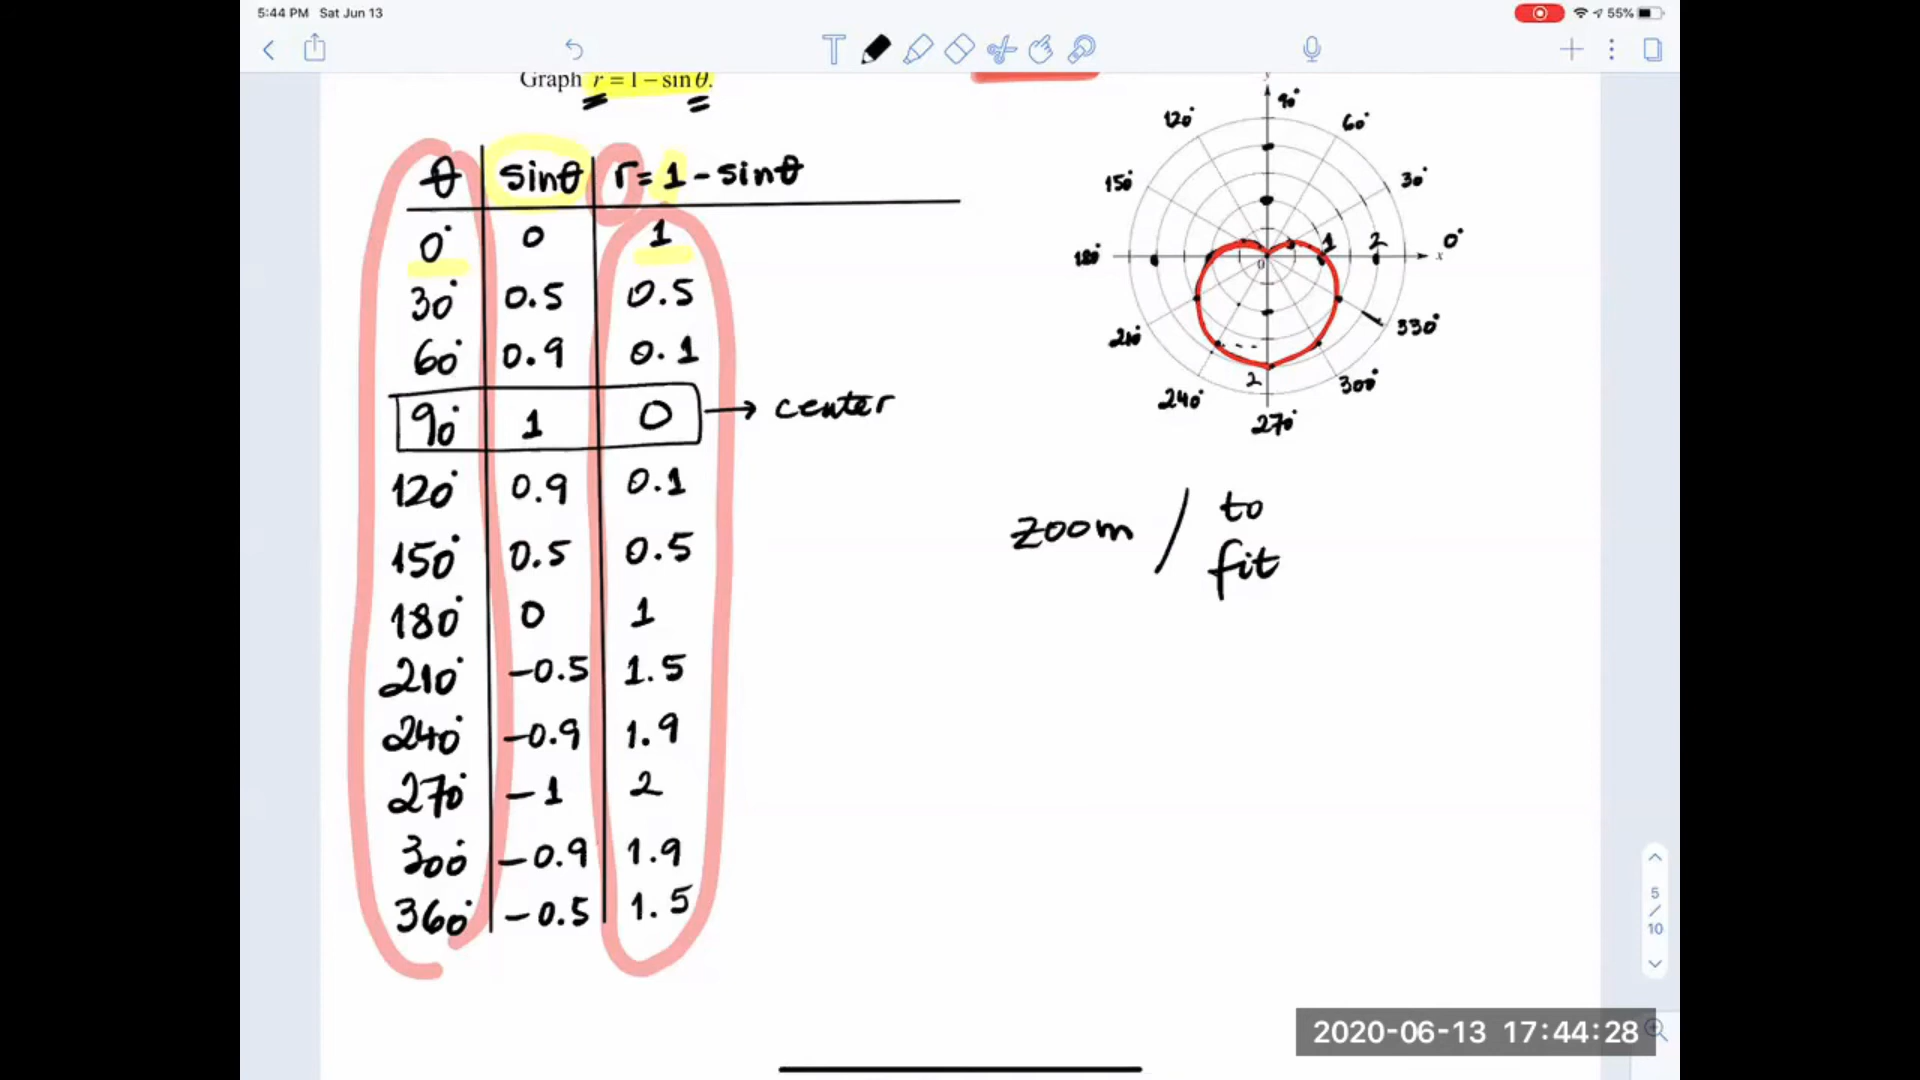 5:44 PM Sat Jun 13
55%
Graph r = 1 − sin θ.
θ sinθ r = 1 - sinθ
0° 0 1
30° 0.5 0.5
60° 0.9 0.1
90° 1 0 → center
120° 0.9 0.1
150° 0.5 0.5
180° 0 1
210° -0.5 1.5
240° -0.9 1.9
270° -1 2
300° -0.9 1.9
360° -0.5 1.5
y
90°
120° 60°
150° 30°
180° 0 1 2 0° x
210° 330°
240° 2 300°
270°
zoom / to
fit
5
/
10
2020-06-13 17:44:28